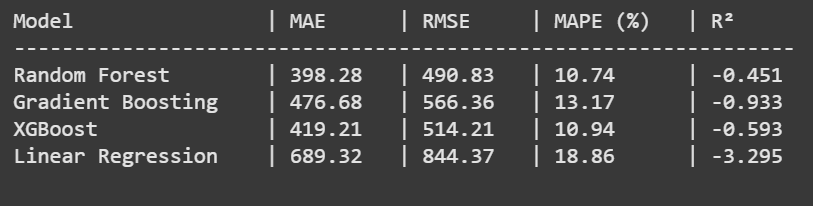 Model | MAE | RMSE | MAPE (%) | R²
------------------------------------------------------------------
Random Forest | 398.28 | 490.83 | 10.74 | -0.451
Gradient Boosting | 476.68 | 566.36 | 13.17 | -0.933
XGBoost | 419.21 | 514.21 | 10.94 | -0.593
Linear Regression | 689.32 | 844.37 | 18.86 | -3.295